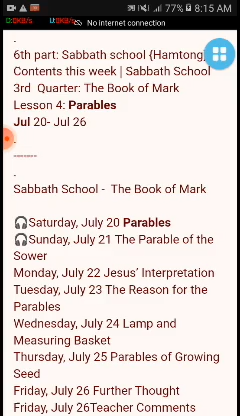 0:0KB/s U:0KB/s No internet connection 77% 8:15 AM
.
6th part: Sabbath school {Hamtong}
Contents this week | Sabbath School
3rd Quarter: The Book of Mark
Lesson 4: Parables
Jul 20- Jul 26
.
-------
.
Sabbath School - The Book of Mark
🎧Saturday, July 20 Parables
🎧Sunday, July 21 The Parable of the
Sower
Monday, July 22 Jesus’ Interpretation
Tuesday, July 23 The Reason for the
Parables
Wednesday, July 24 Lamp and
Measuring Basket
Thursday, July 25 Parables of Growing
Seed
Friday, July 26 Further Thought
Friday, July 26Teacher Comments